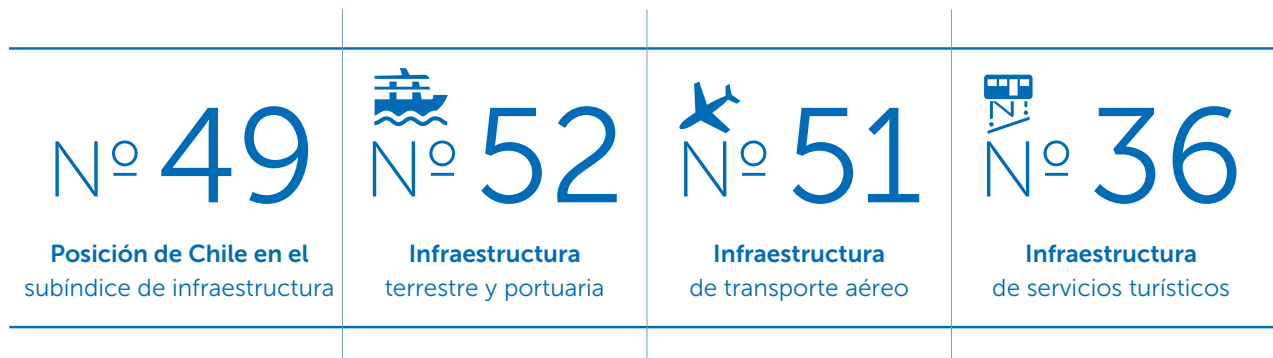 Nº 49
Posición de Chile en el
subíndice de infraestructura
Nº 52
Infraestructura
terrestre y portuaria
Nº 51
Infraestructura
de transporte aéreo
Nº 36
Infraestructura
de servicios turísticos